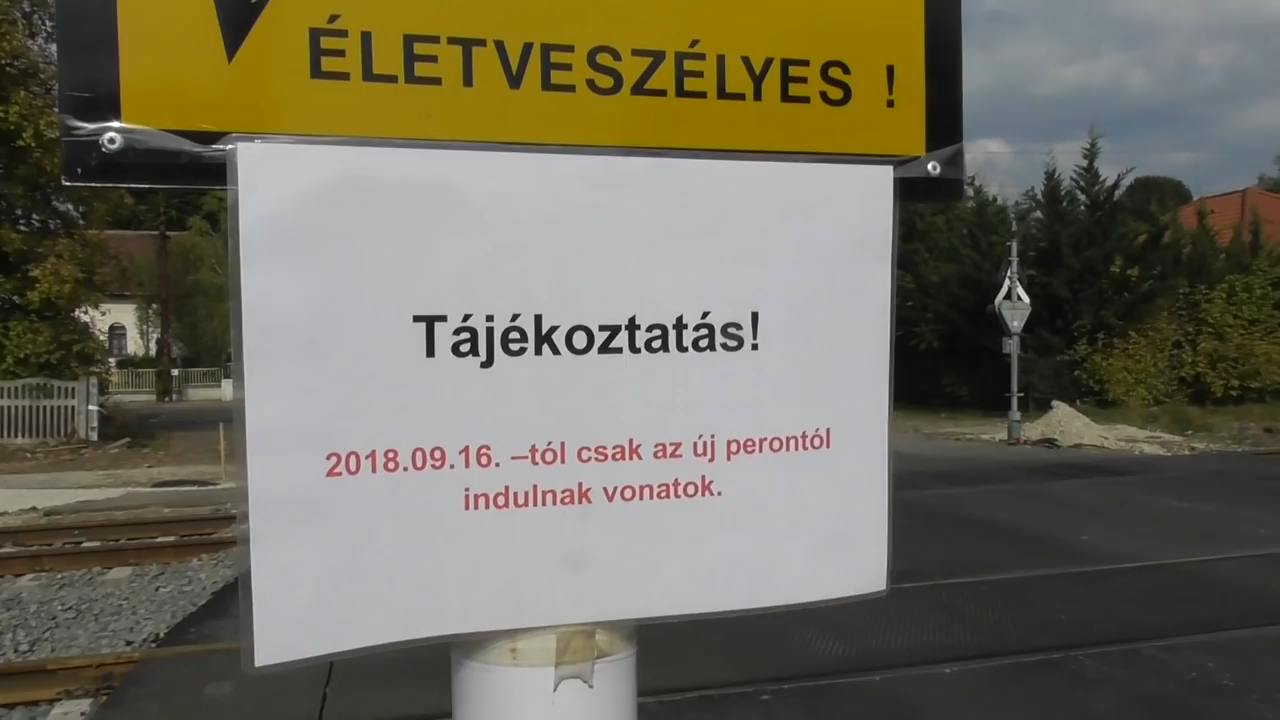 ÉLETVESZÉLYES !
Tájékoztatás!
2018.09.16. –tól csak az új perontól
indulnak vonatok.